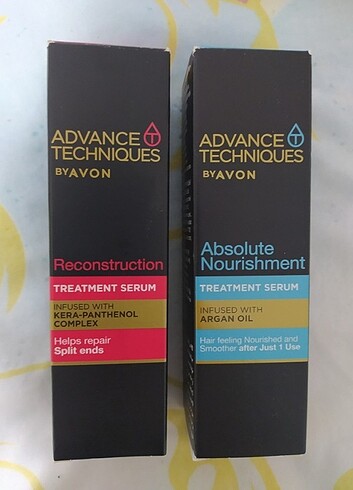 ADVANCE T
TECHNIQUES
BY AVON
Reconstruction
TREATMENT SERUM
INFUSED WITH
KERA-PANTHENOL
COMPLEX
Helps repair
Split ends
ADVANCE T
TECHNIQUES
BY AVON
Absolute
Nourishment
TREATMENT SERUM
INFUSED WITH
ARGAN OIL
Hair feeling Nourished and
Smoother after Just 1 Use